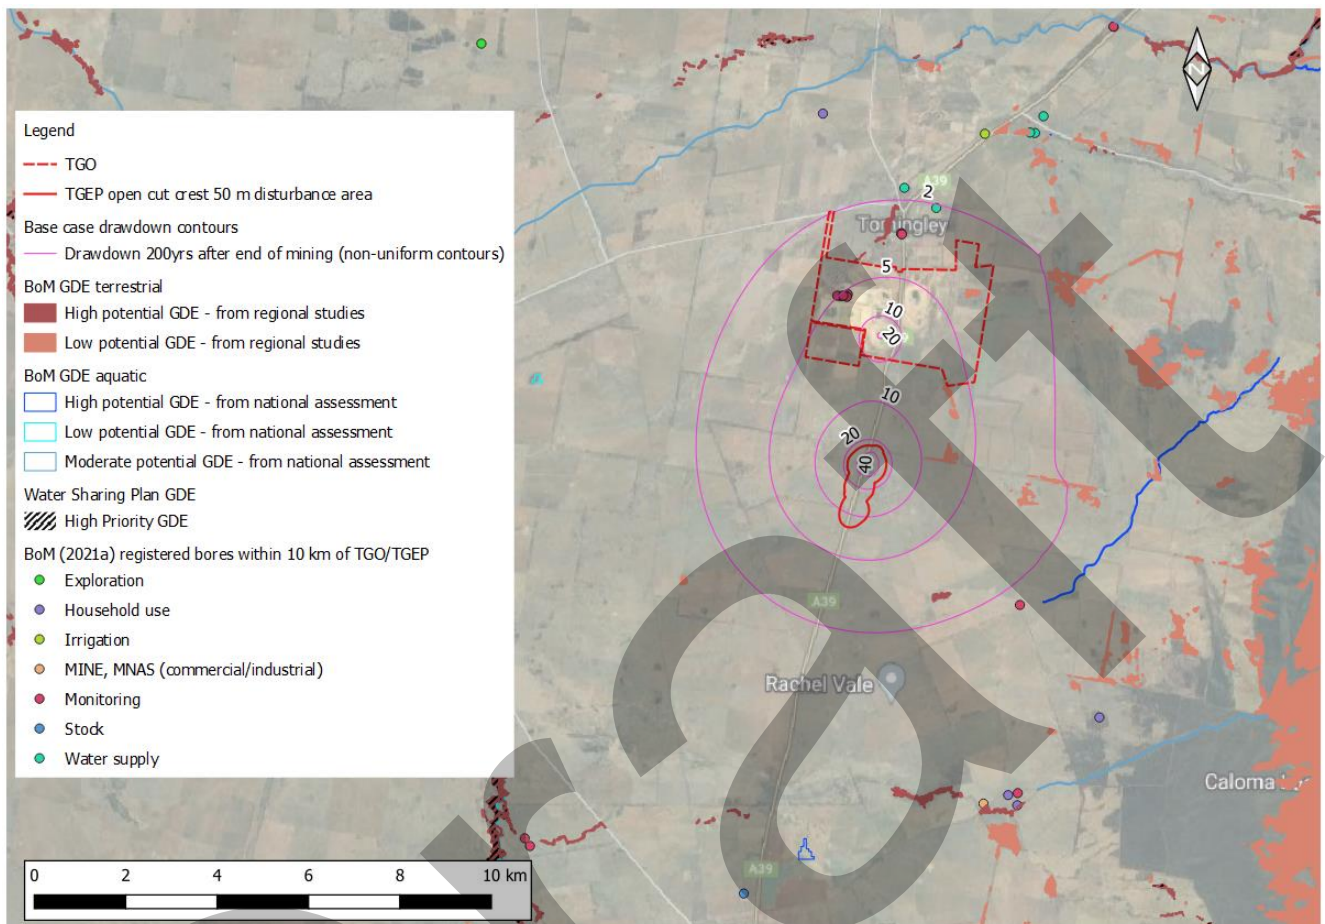 Legend
TGO
TGEP open cut crest 50 m disturbance area
Base case drawdown contours
Drawdown 200yrs after end of mining (non-uniform contours)
BoM GDE terrestrial
High potential GDE - from regional studies
Low potential GDE - from regional studies
BoM GDE aquatic
High potential GDE - from national assessment
Low potential GDE - from national assessment
Moderate potential GDE - from national assessment
Water Sharing Plan GDE
High Priority GDE
BoM (2021a) registered bores within 10 km of TGO/TGEP
Exploration
Household use
Irrigation
MINE, MNAS (commercial/industrial)
Monitoring
Stock
Water supply
0 2 4 6 8 10 km
N
A39
2
Tomingley
5
10
20
10
20
40
A39
Rachel Vale
Caloma
A39